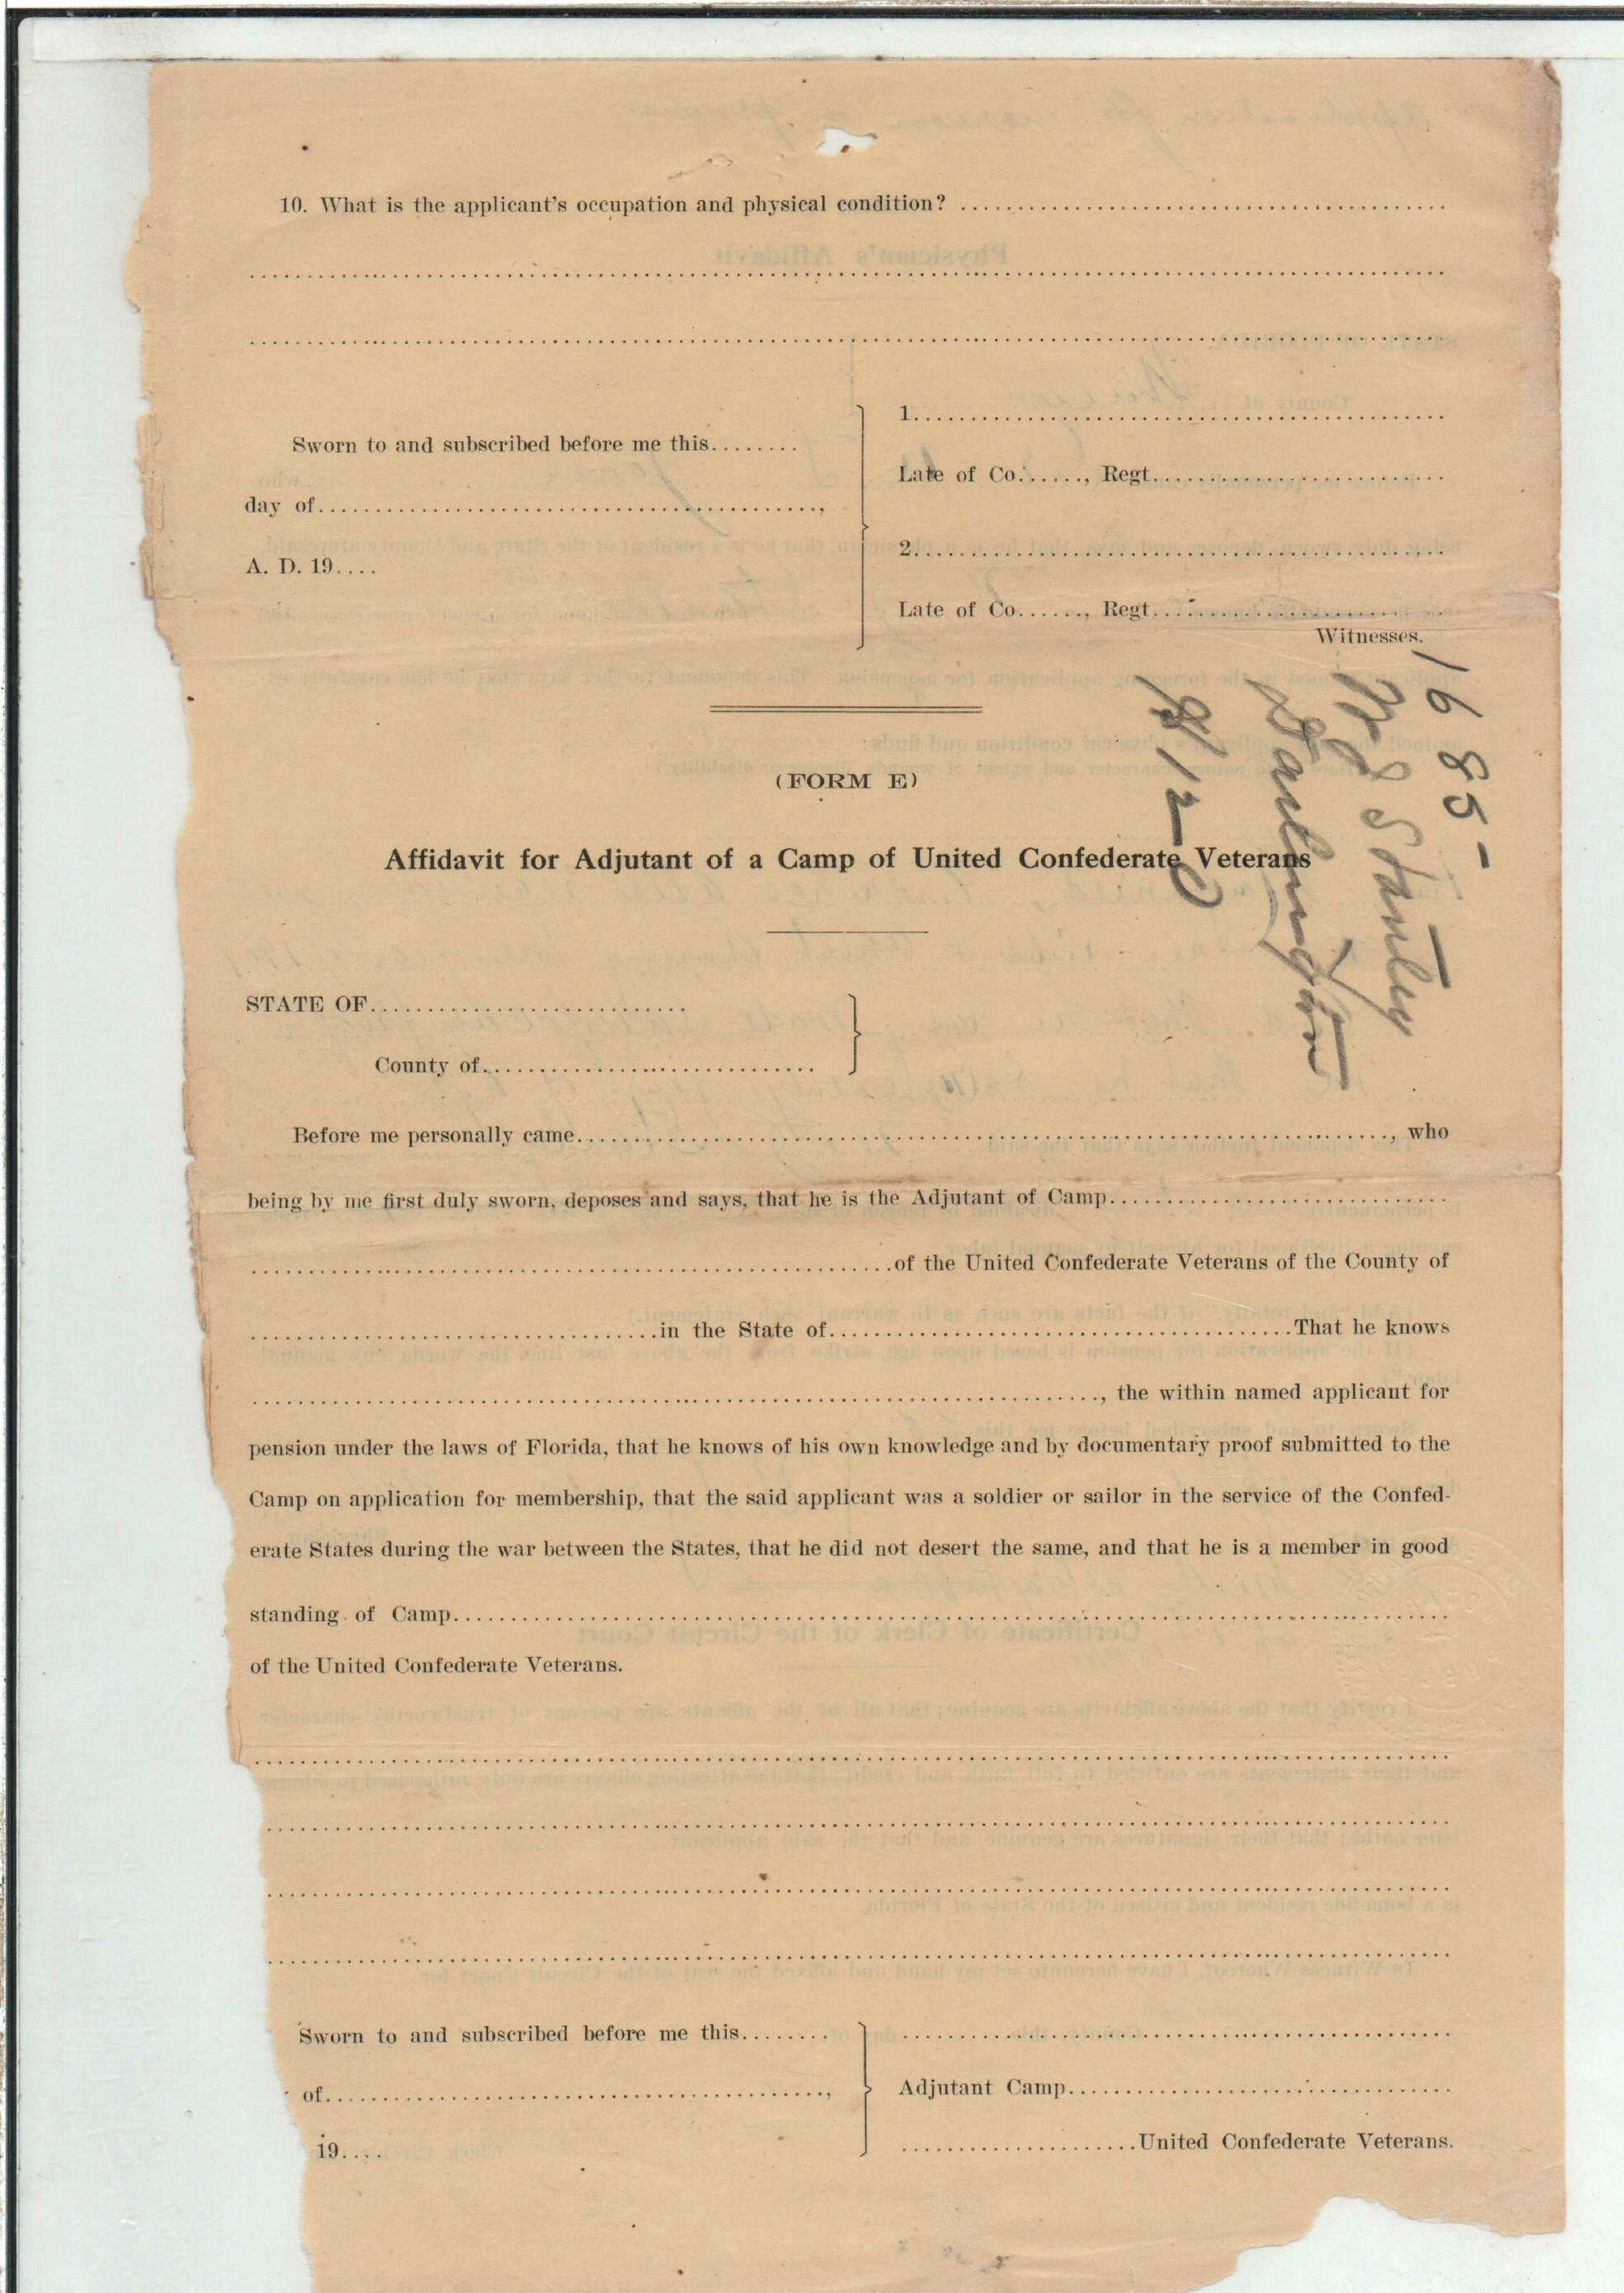 10. What is the applicant's occupation and physical condition? ........................................
........................................
........................................
Sworn to and subscribed before me this........
day of........................................,
A. D. 19....
1........................................
Late of Co......., Regt.........................
2........................................
Late of Co......., Regt.........................
Witnesses.
1685-
Stanley
Darlington
$120
(FORM E)
Affidavit for Adjutant of a Camp of United Confederate Veterans
STATE OF.............................
County of.................................
Before me personally came........................................, who
being by me first duly sworn, deposes and says, that he is the Adjutant of Camp..............................
........................................of the United Confederate Veterans of the County of
........................................in the State of........................................That he knows
........................................, the within named applicant for
pension under the laws of Florida, that he knows of his own knowledge and by documentary proof submitted to the
Camp on application for membership, that the said applicant was a soldier or sailor in the service of the Confed-
erate States during the war between the States, that he did not desert the same, and that he is a member in good
standing of Camp........................................
of the United Confederate Veterans.
........................................
........................................
........................................
........................................
Sworn to and subscribed before me this........
of........................................,
19....
........................................
Adjutant Camp........................................
.....................United Confederate Veterans.